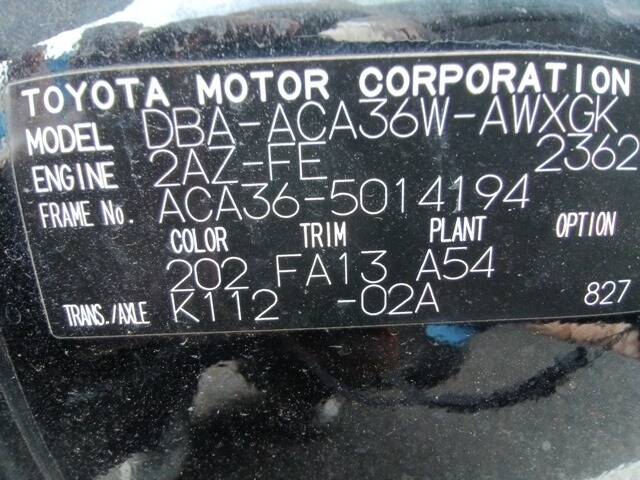 TOYOTA MOTOR CORPORATION
MODEL DBA-ACA36W-AWXGK
ENGINE 2AZ-FE 2362
FRAME No. ACA36-5014194
COLOR TRIM PLANT OPTION
202 FA13 A54
TRANS./AXLE K112 -02A 827